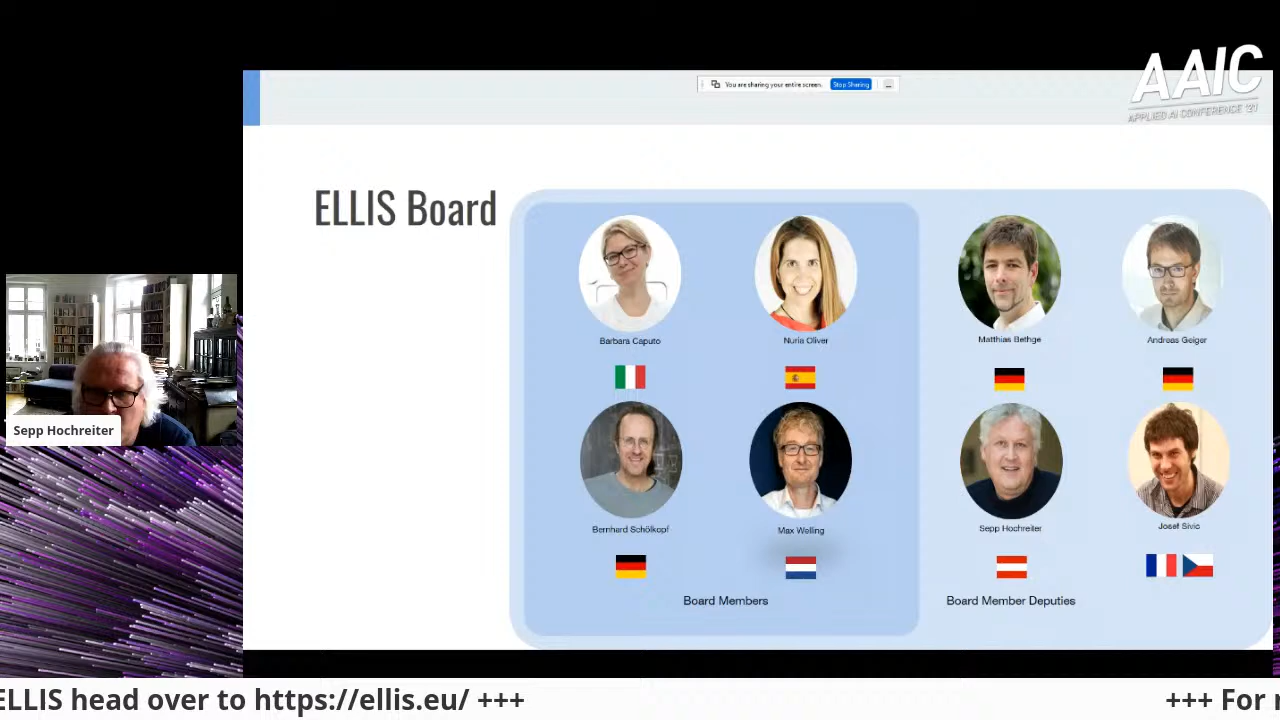 You are sharing your entire screen.
Stop Sharing
AAIC
APPLIED AI CONFERENCE '21
ELLIS Board
Barbara Caputo
Nuria Oliver
Matthias Bethge
Andreas Geiger
Sepp Hochreiter
Bernhard Schölkopf
Max Welling
Sepp Hochreiter
Josef Sivic
Board Members
Board Member Deputies
ELLIS head over to https://ellis.eu/ +++
+++ For